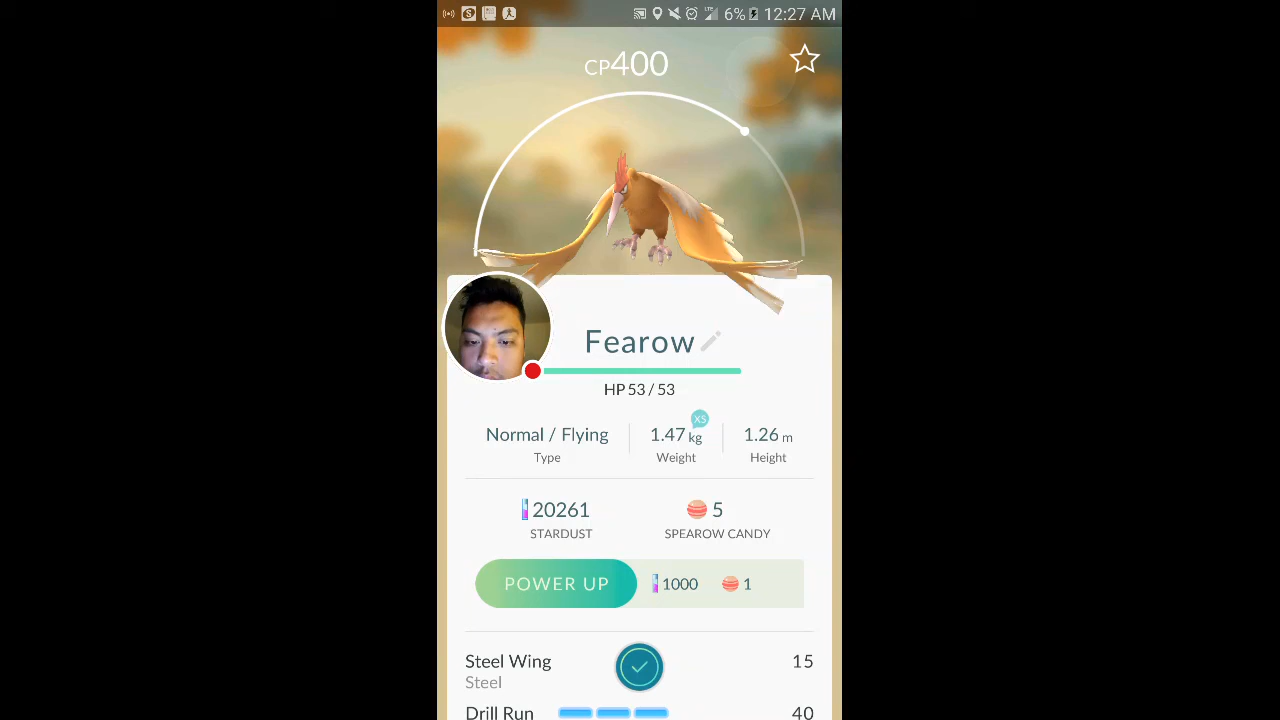 LTE 6% 12:27 AM
CP400
Fearow
HP 53 / 53
XS
Normal / Flying 1.47 kg 1.26 m
Type Weight Height
20261 5
STARDUST SPEAROW CANDY
POWER UP 1000 1
Steel Wing 15
Steel
Drill Run 40